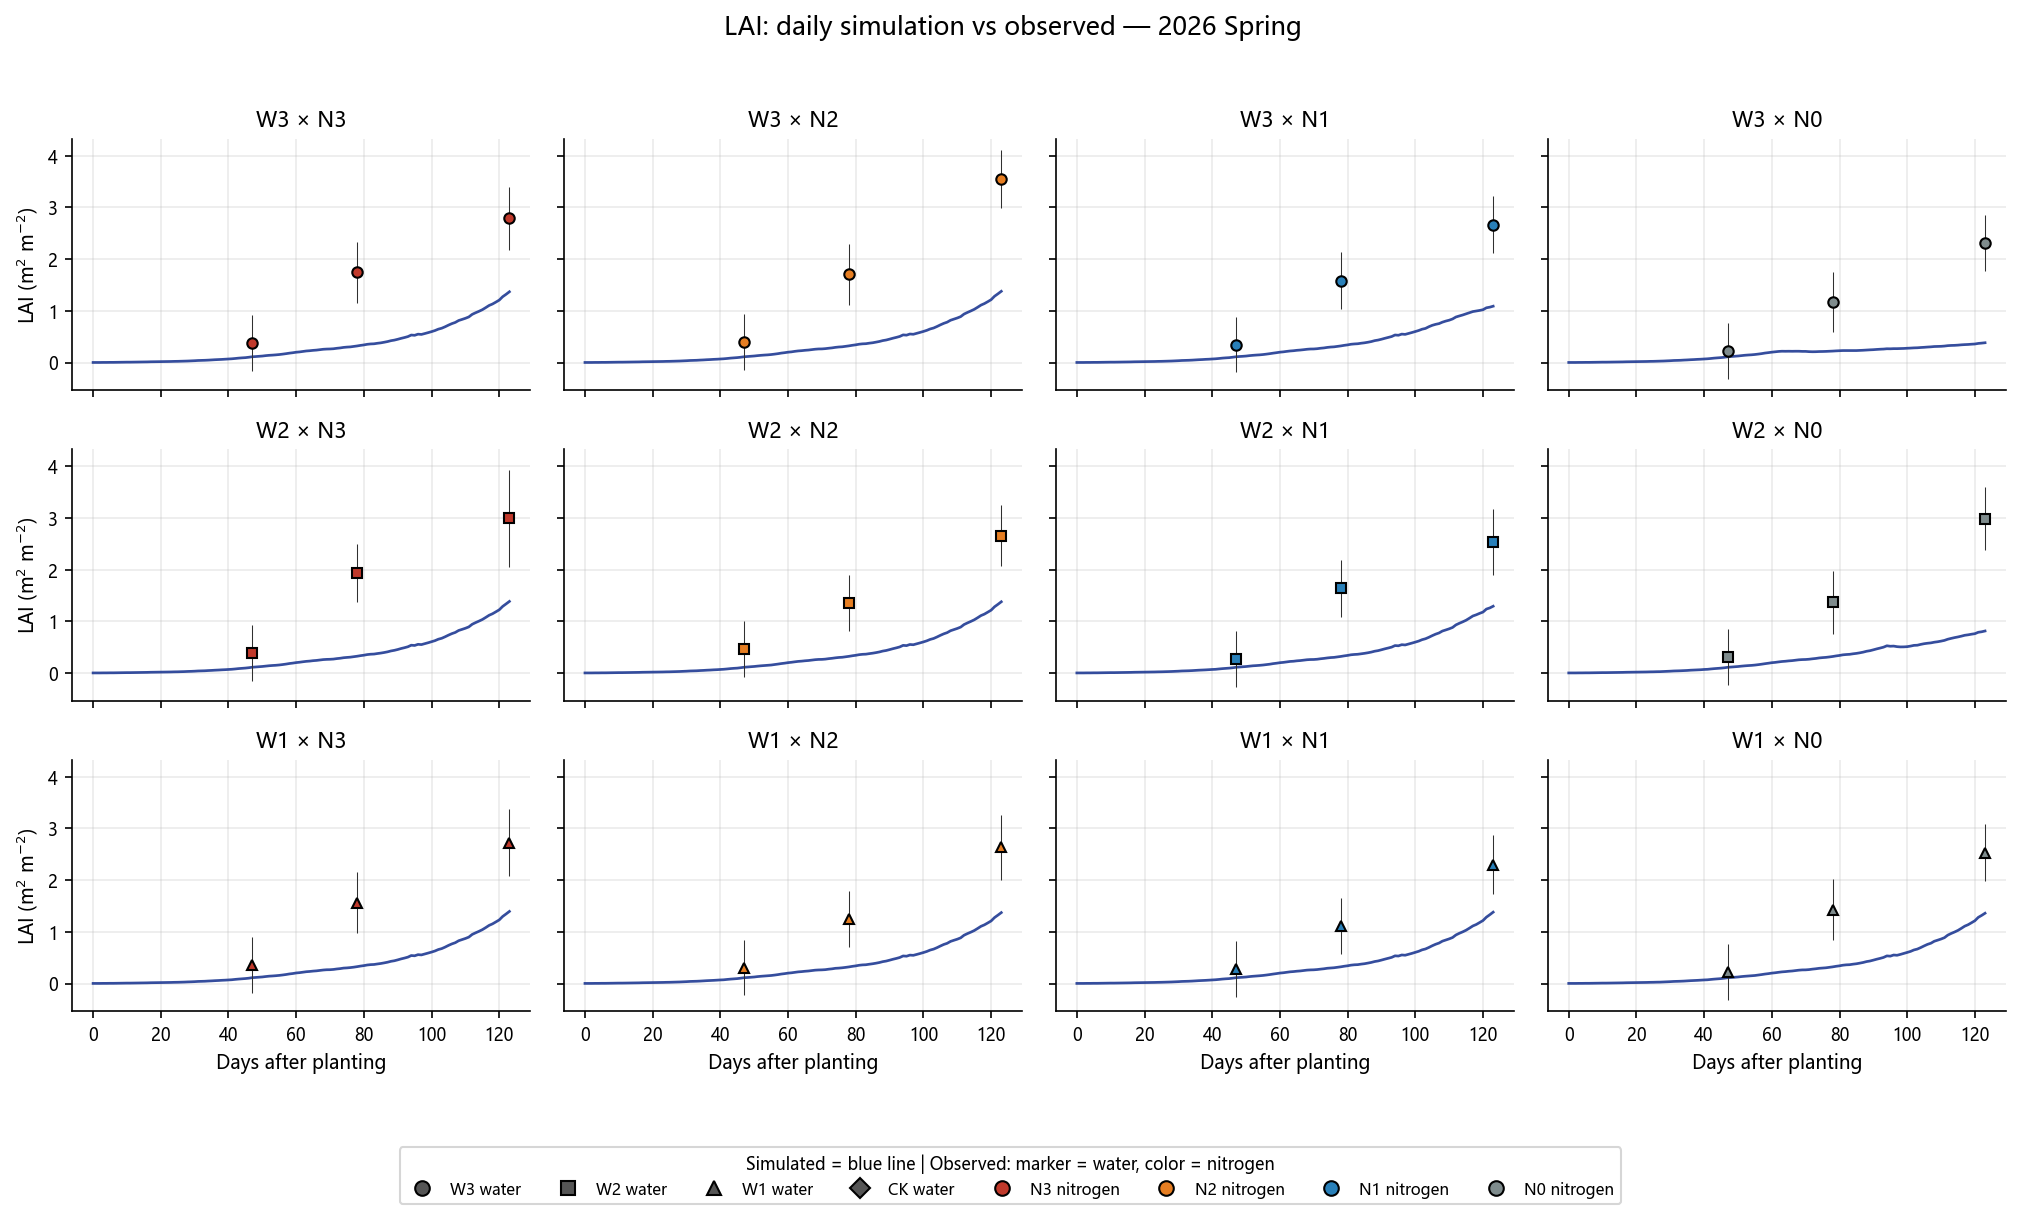 LAI: daily simulation vs observed — 2026 Spring
W3 × N3
W3 × N2
W3 × N1
W3 × N0
LAI (m² m⁻²)
4
3
2
1
0
W2 × N3
W2 × N2
W2 × N1
W2 × N0
LAI (m² m⁻²)
4
3
2
1
0
W1 × N3
W1 × N2
W1 × N1
W1 × N0
LAI (m² m⁻²)
4
3
2
1
0
0 20 40 60 80 100 120
0 20 40 60 80 100 120
0 20 40 60 80 100 120
0 20 40 60 80 100 120
Days after planting
Days after planting
Days after planting
Days after planting
Simulated = blue line | Observed: marker = water, color = nitrogen
W3 water W2 water W1 water CK water N3 nitrogen N2 nitrogen N1 nitrogen N0 nitrogen